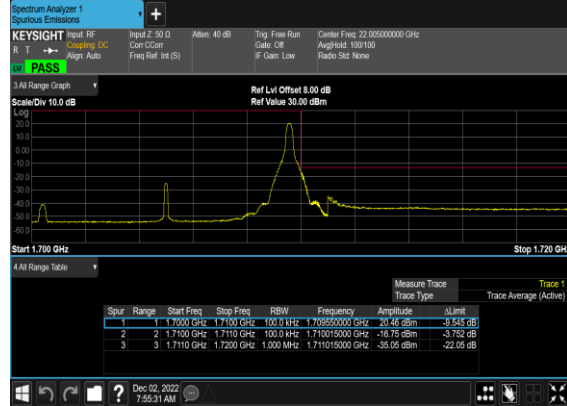 Spectrum Analyzer 1
Spurious Emissions
+
KEYSIGHT Input: RF Input Z: 50 Ω Atten: 40 dB Trig: Free Run Center Freq: 22.005000000 GHz
R T Coupling: DC Corr CCorr Gate: Off Avg|Hold: 100/100
Align: Auto Freq Ref: Int (S) IF Gain: Low Radio Std: None
PASS
3 All Range Graph
Ref Lvl Offset 8.00 dB
Scale/Div 10.0 dB Ref Value 30.00 dBm
Log
20.0
10.0
0.00
-10.0
-20.0
-30.0
-40.0
-50.0
-60.0
Start 1.700 GHz Stop 1.720 GH
4 All Range Table
Measure Trace Trace 1
Trace Type Trace Average (Active)
Spur Range Start Freq Stop Freq RBW Frequency Amplitude ΔLimit
1 1 1.7000 GHz 1.7100 GHz 100.0 kHz 1.709550000 GHz 20.46 dBm -9.545 dB
2 2 1.7100 GHz 1.7110 GHz 100.0 kHz 1.710015000 GHz -16.75 dBm -3.752 dB
3 3 1.7110 GHz 1.7200 GHz 1.000 MHz 1.711015000 GHz -35.05 dBm -22.05 dB
? Dec 02, 2022
7:55:31 AM